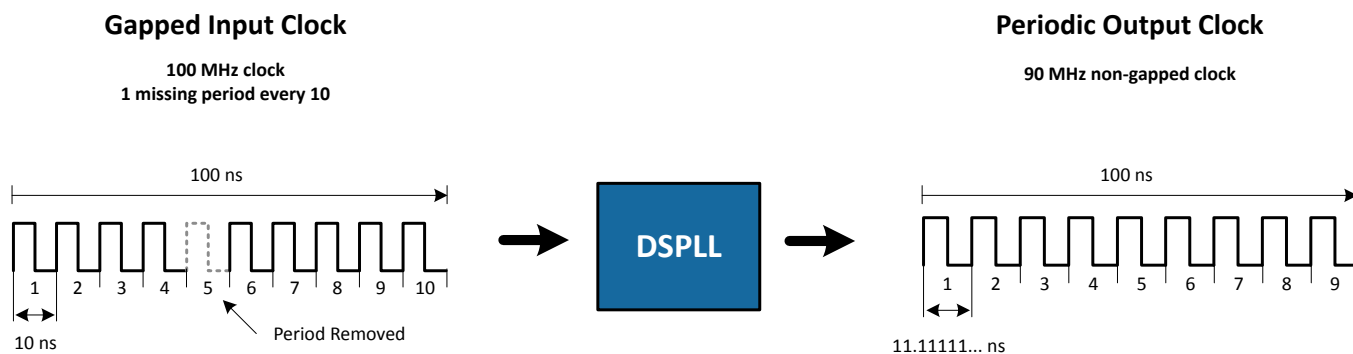 Gapped Input Clock
100 MHz clock
1 missing period every 10
100 ns
1 2 3 4 5 6 7 8 9 10
Period Removed
10 ns
DSPLL
Periodic Output Clock
90 MHz non-gapped clock
100 ns
1 2 3 4 5 6 7 8 9
11.11111... ns